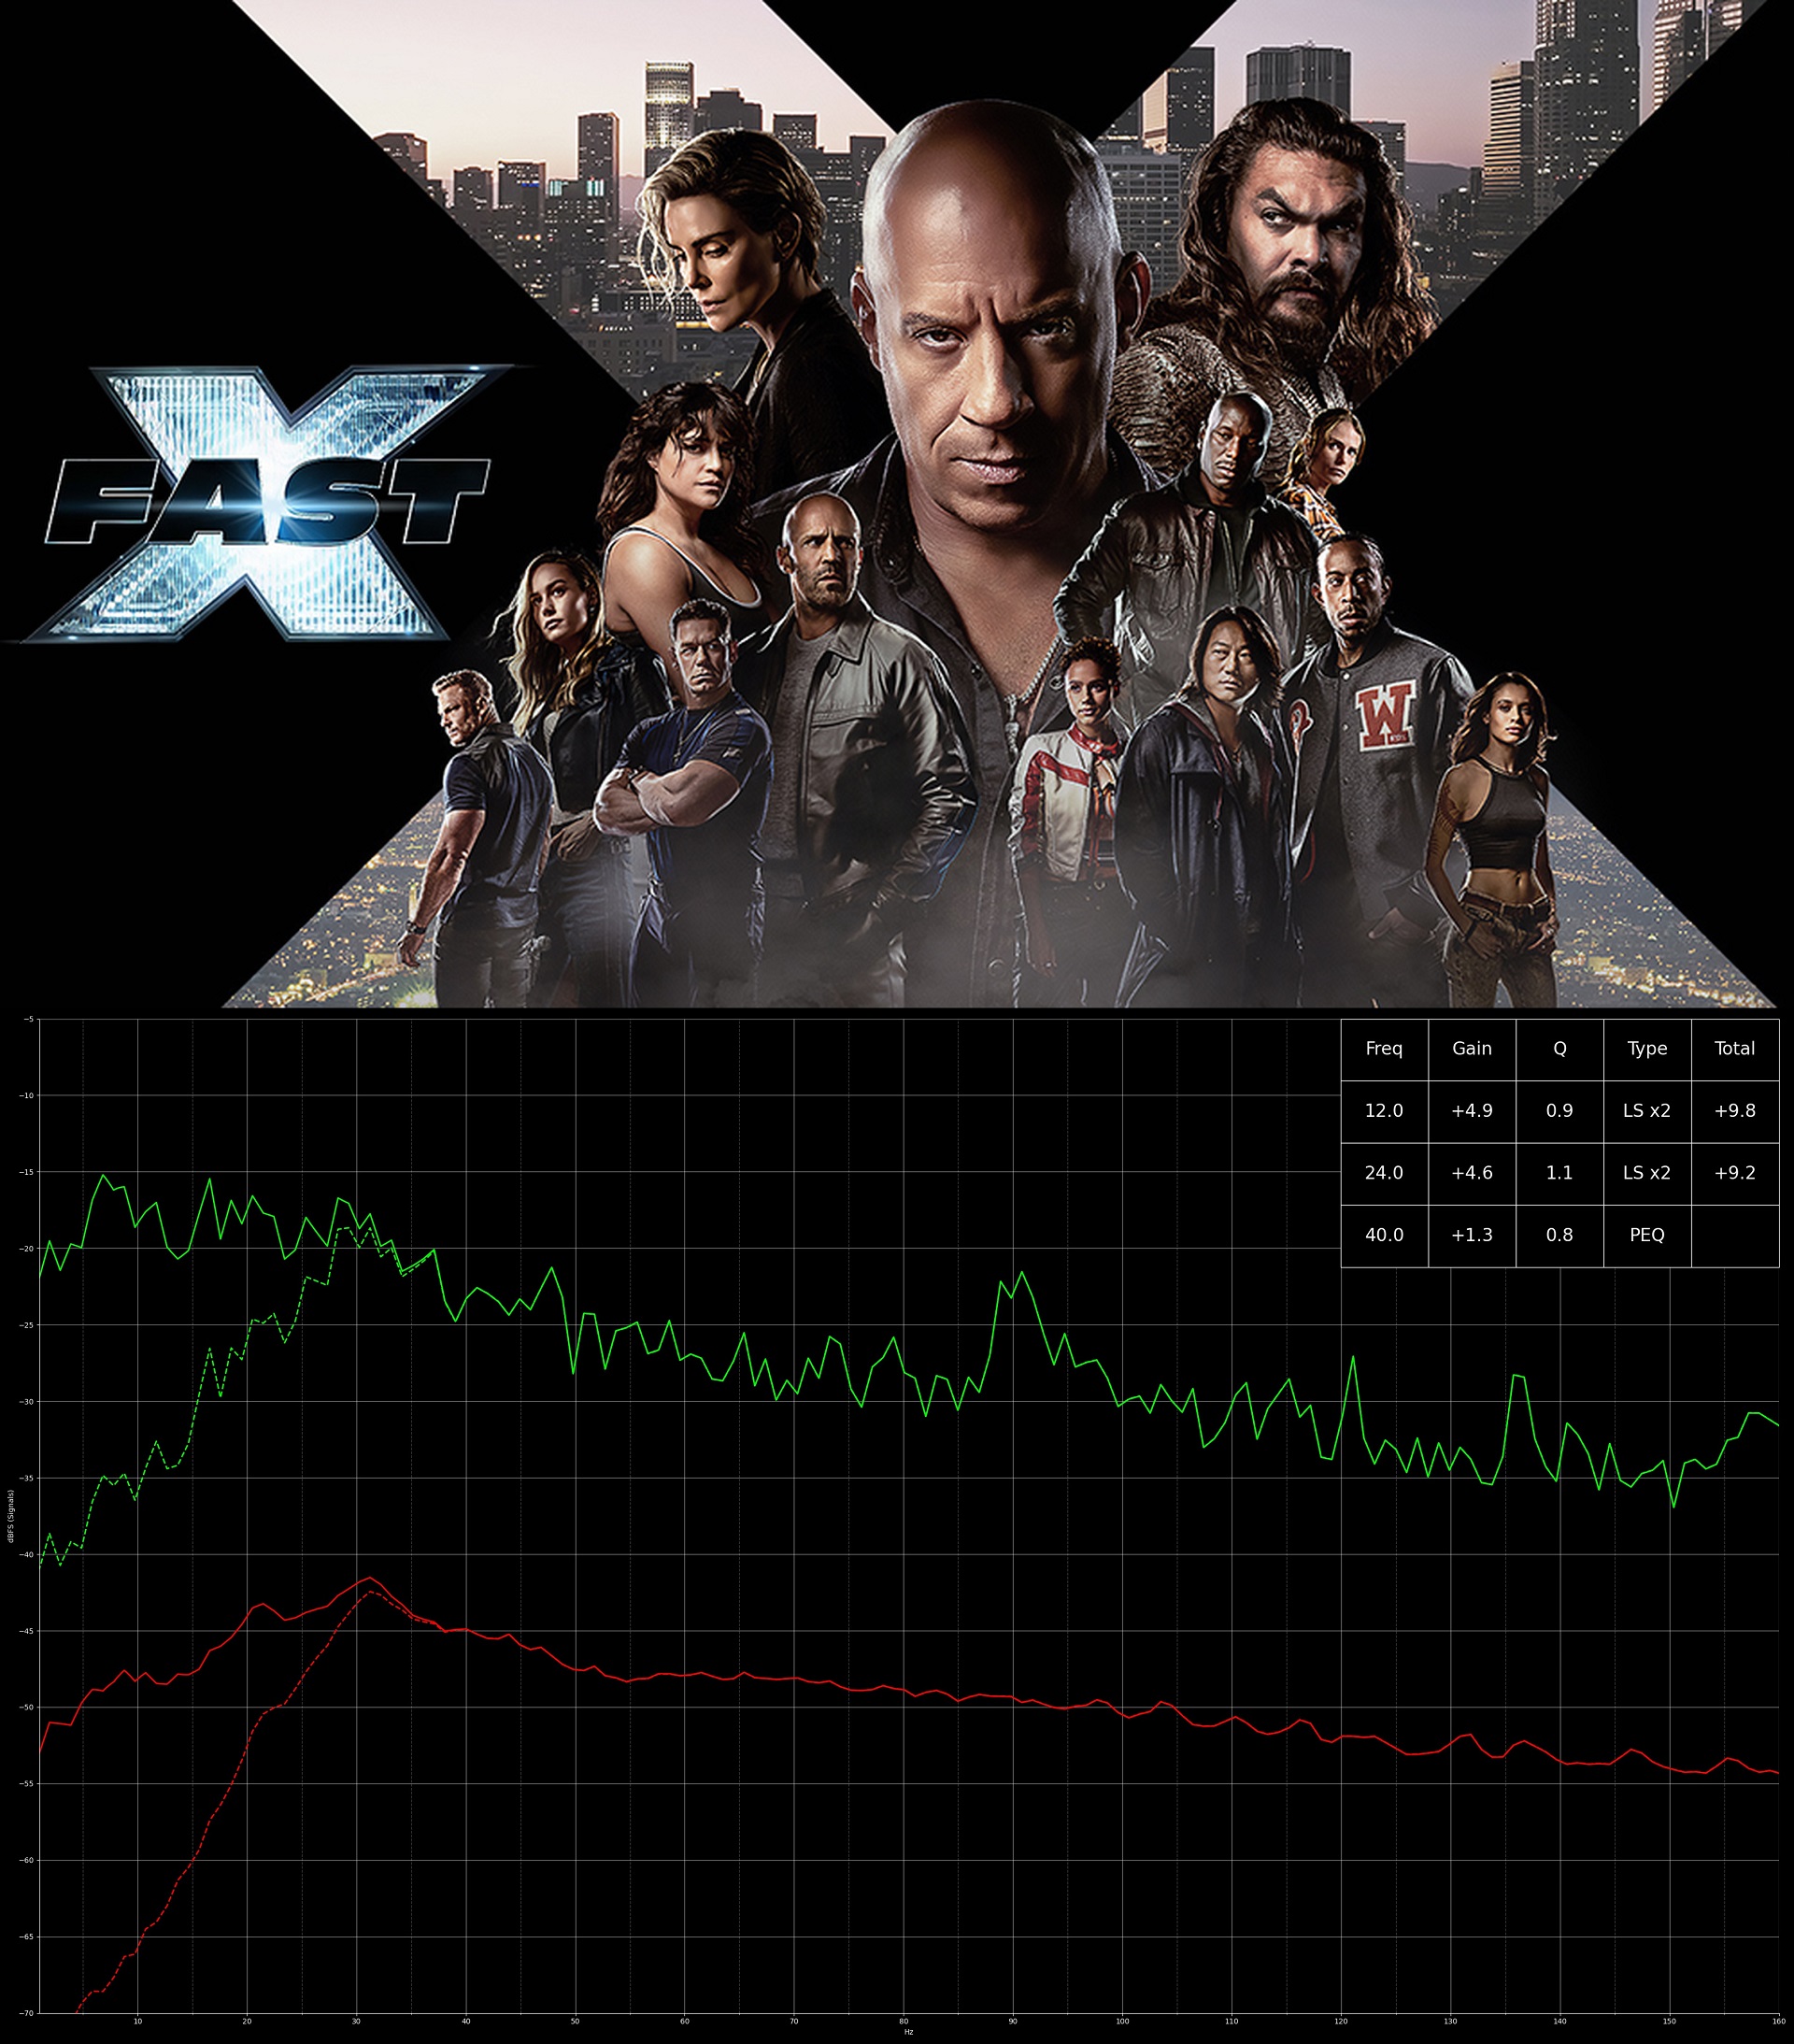 X
FAST
W
Freq Gain Q Type Total
12.0 +4.9 0.9 LS x2 +9.8
24.0 +4.6 1.1 LS x2 +9.2
40.0 +1.3 0.8 PEQ
−5
−10
−15
−20
−25
−30
−35
−40
−45
−50
−55
−60
−65
−70
dBFS (Signals)
10 20 30 40 50 60 70 80 90 100 110 120 130 140 150 160
Hz